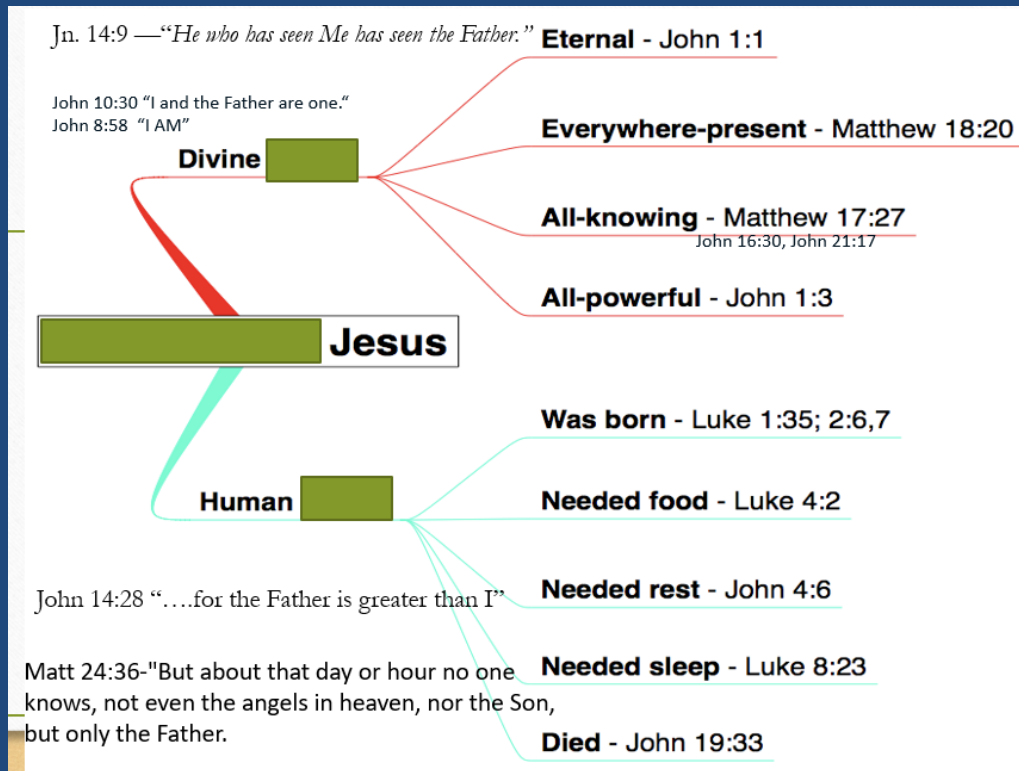 Jn. 14:9 —“He who has seen Me has seen the Father.”
Eternal - John 1:1
John 10:30 “I and the Father are one.“
John 8:58 “I AM”
Everywhere-present - Matthew 18:20
Divine
All-knowing - Matthew 17:27
John 16:30, John 21:17
All-powerful - John 1:3
Jesus
Was born - Luke 1:35; 2:6,7
Human
Needed food - Luke 4:2
Needed rest - John 4:6
John 14:28 “….for the Father is greater than I”
Needed sleep - Luke 8:23
Matt 24:36-"But about that day or hour no one
knows, not even the angels in heaven, nor the Son,
but only the Father.
Died - John 19:33